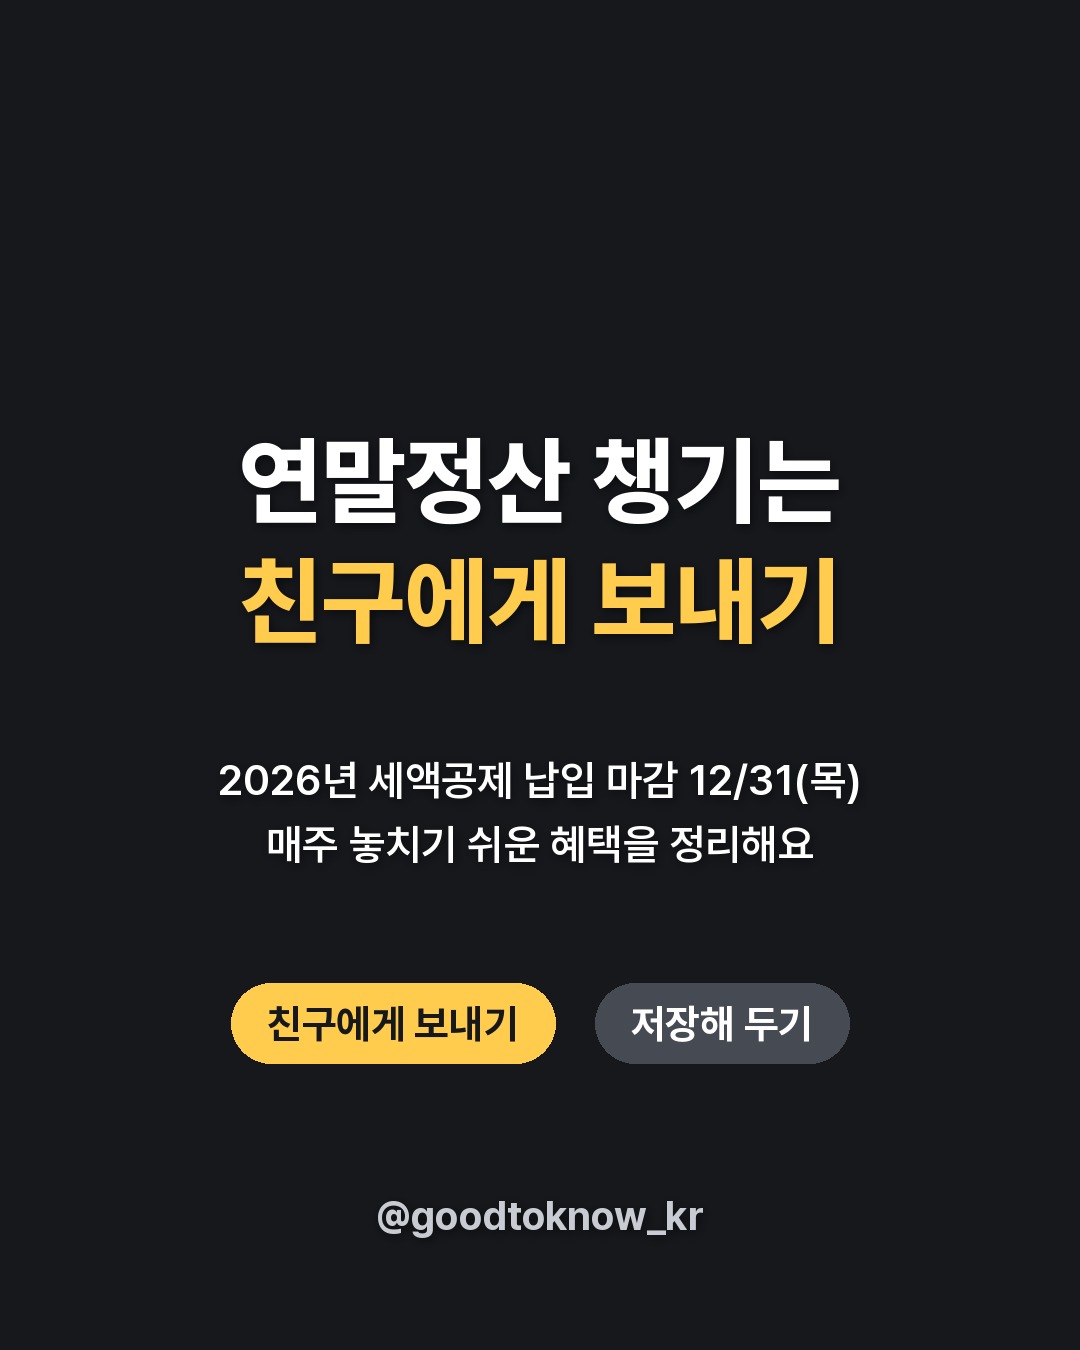 연말정산 챙기는
친구에게 보내기
2026년 세액공제 납입 마감 12/31(목)
매주 놓치기 쉬운 혜택을 정리해요
친구에게 보내기
저장해 두기
@goodtoknow_kr